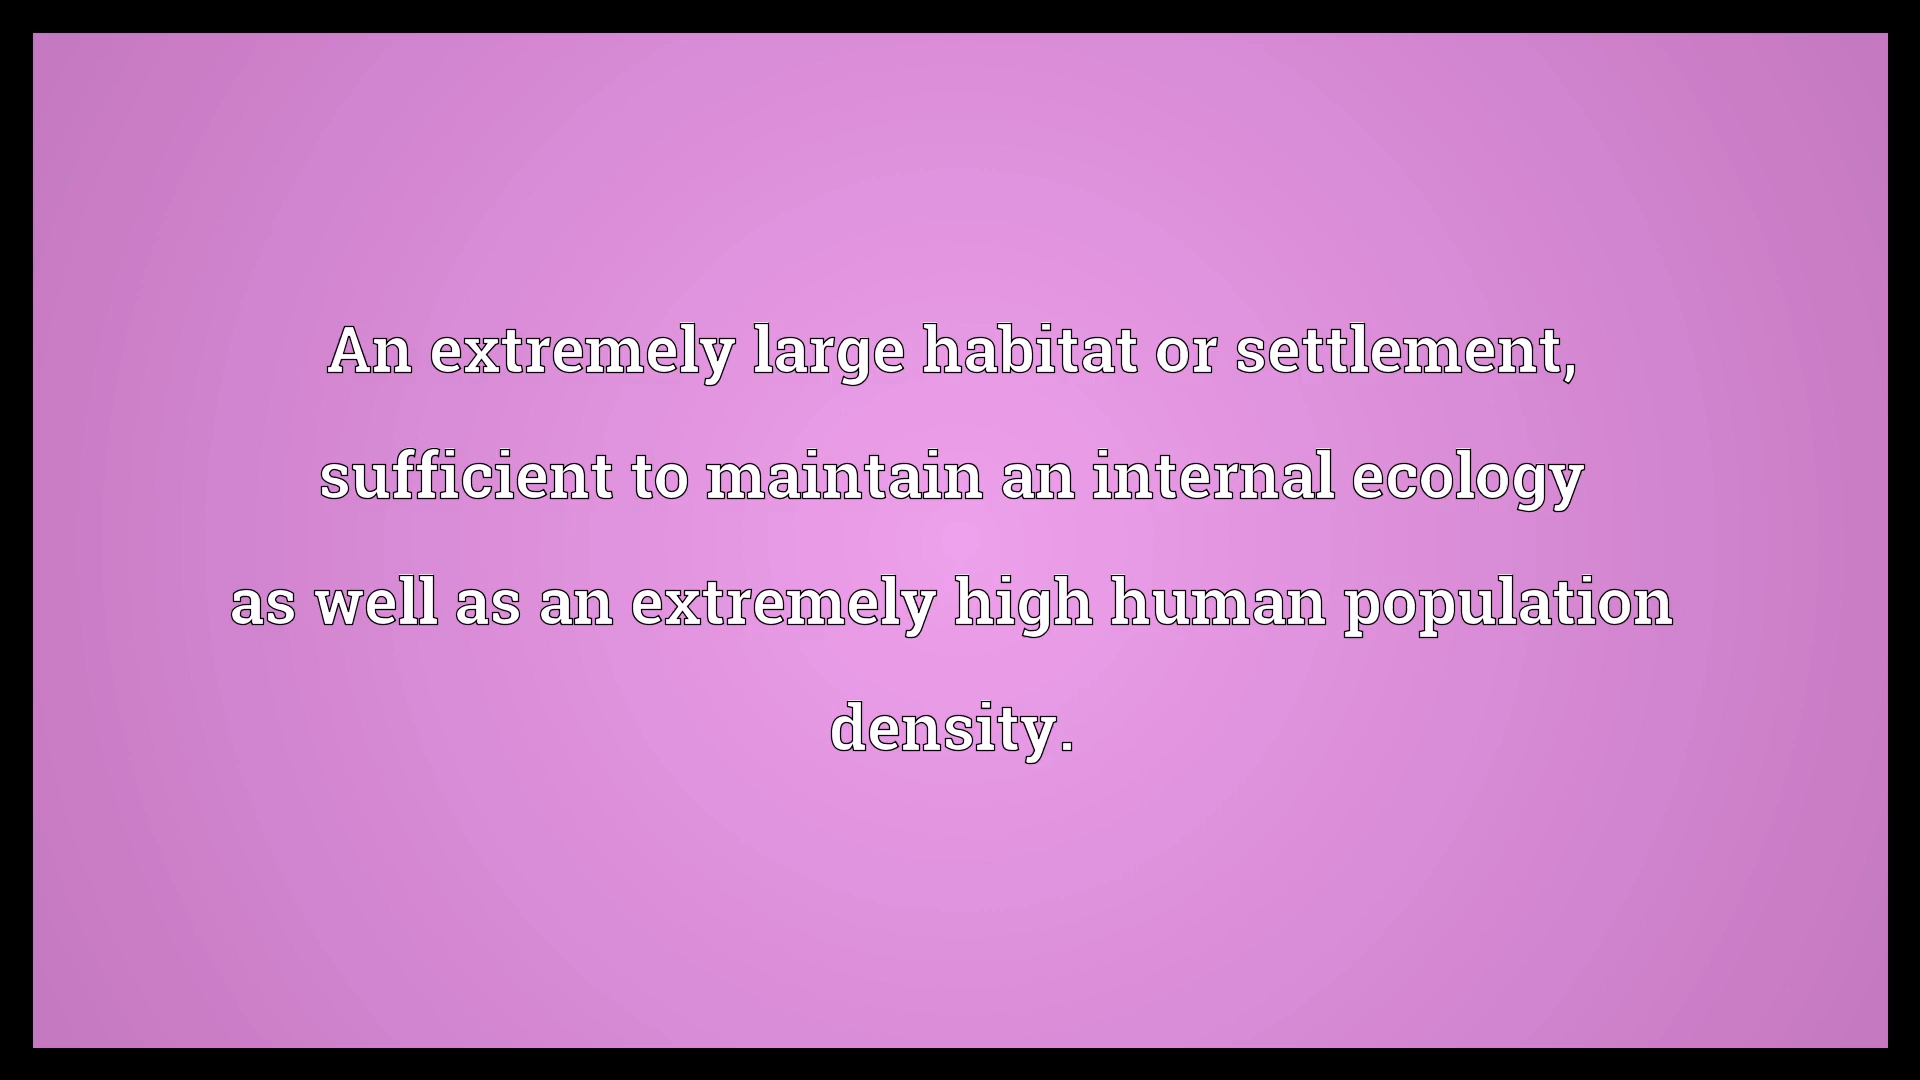 An extremely large habitat or settlement,
sufficient to maintain an internal ecology
as well as an extremely high human population
density.